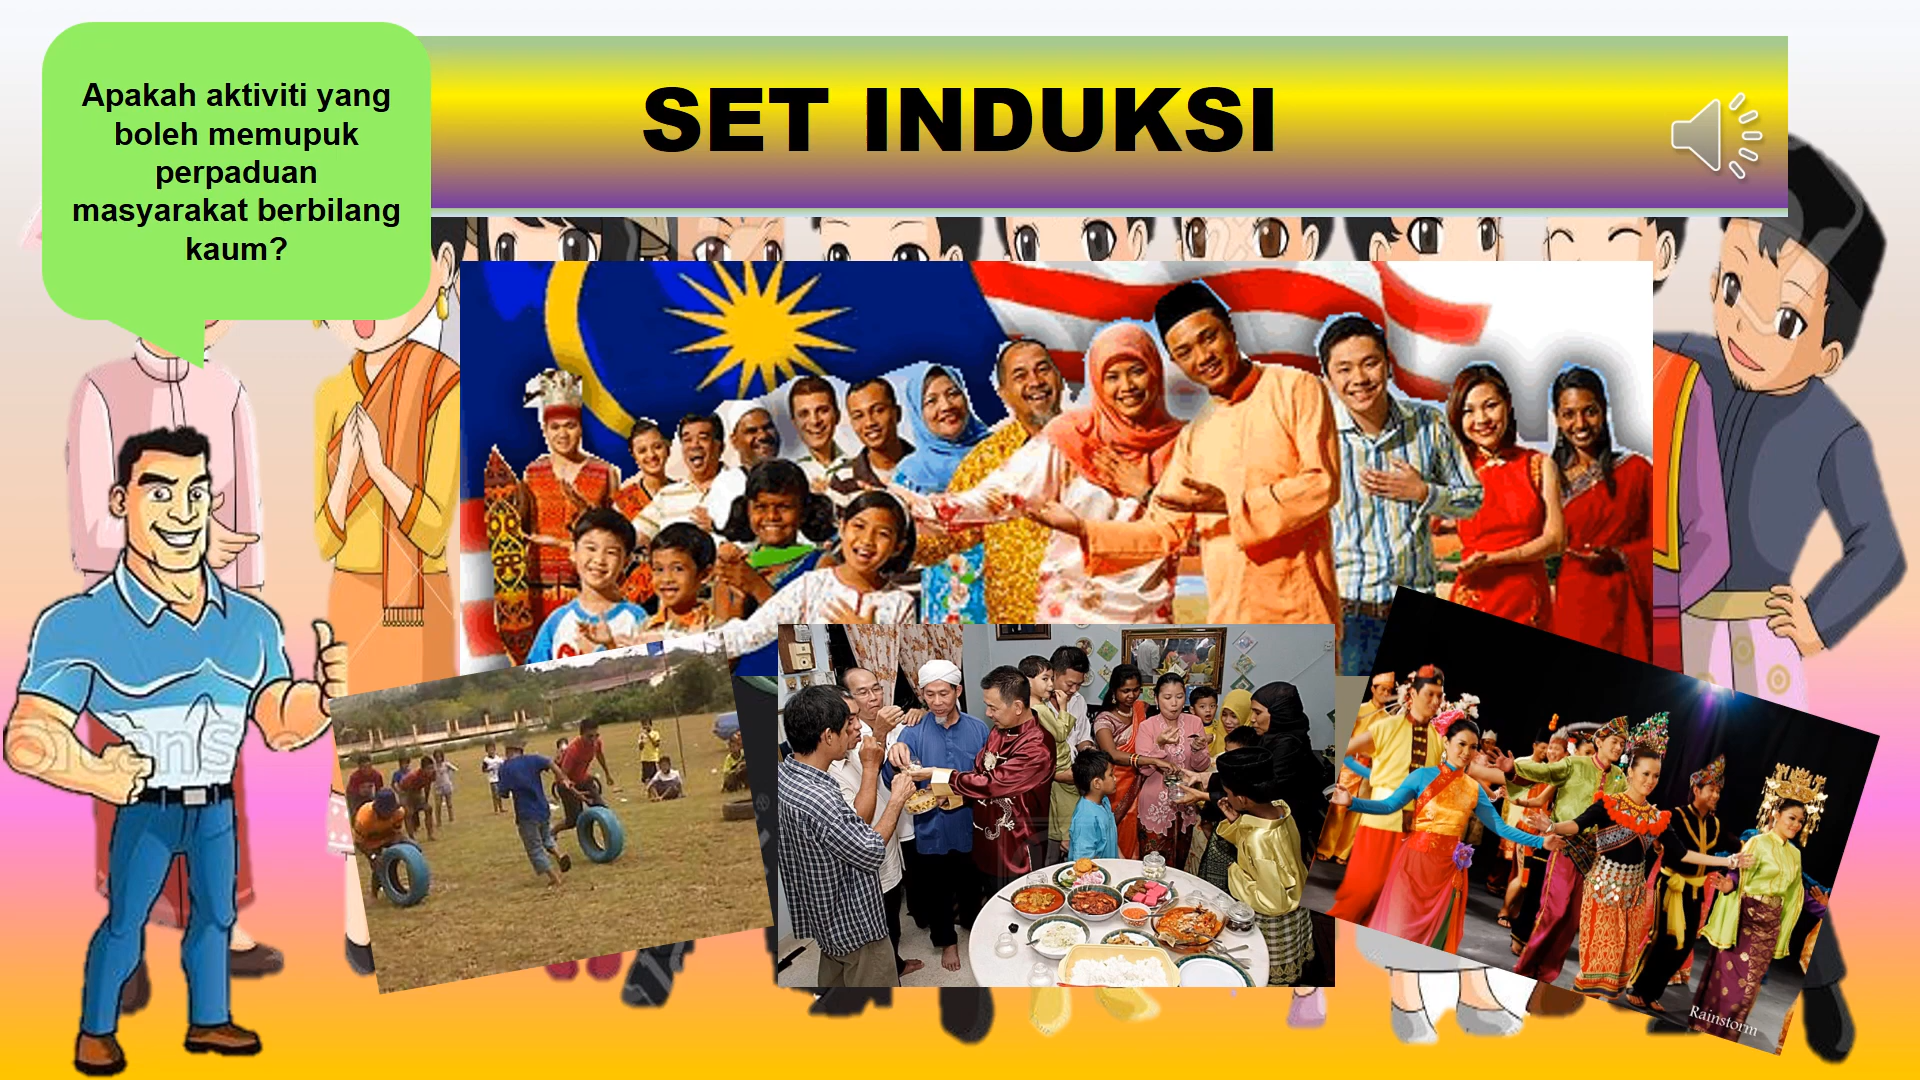 Apakah aktiviti yang
boleh memupuk
perpaduan
masyarakat berbilang
kaum?
SET INDUKSI
Rainstorm